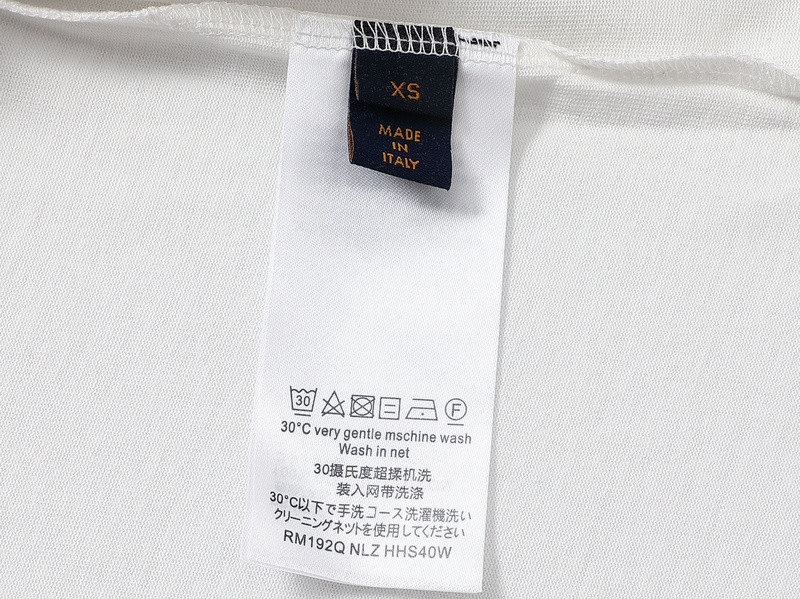 XS
MADE
IN
ITALY
30
F
30°C very gentle mschine wash
Wash in net
30摄氏度超揉机洗
装入网带洗涤
30°C以下で手洗コース洗濯機洗い
クリーニングネットを使用してください
RM192Q NLZ HHS40W